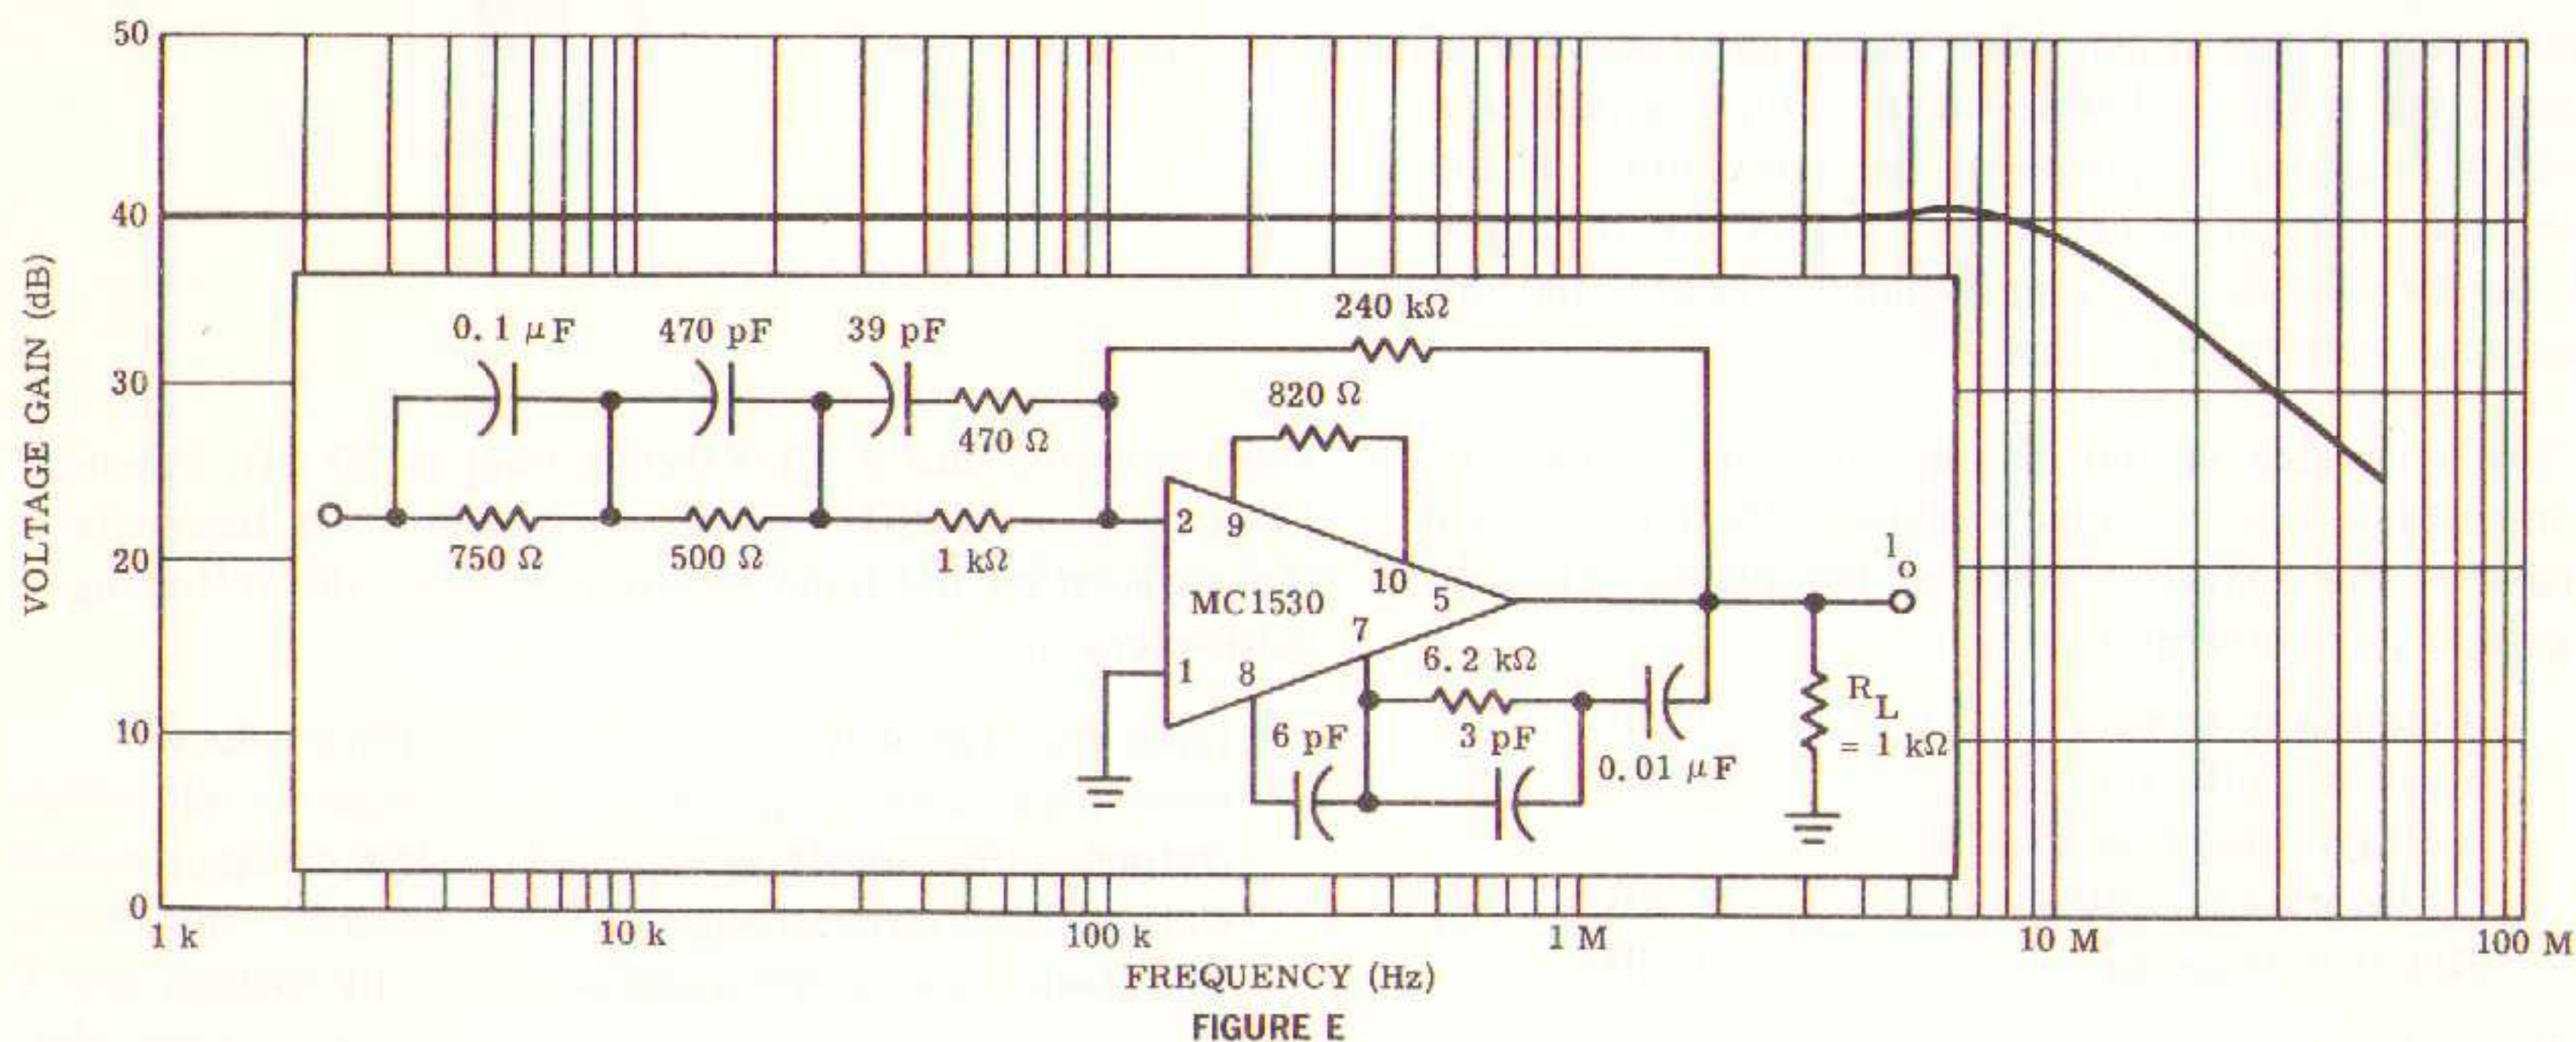 50
40
30
20
10
0
VOLTAGE GAIN (dB)
0.1 μF
470 pF
39 pF
240 kΩ
820 Ω
470 Ω
750 Ω
500 Ω
1 kΩ
2
9
10
MC1530
5
7
1
8
6.2 kΩ
6 pF
3 pF
0.01 μF
l
o
R
L
= 1 kΩ
1 k
10 k
100 k
1 M
10 M
100 M
FREQUENCY (Hz)
FIGURE E